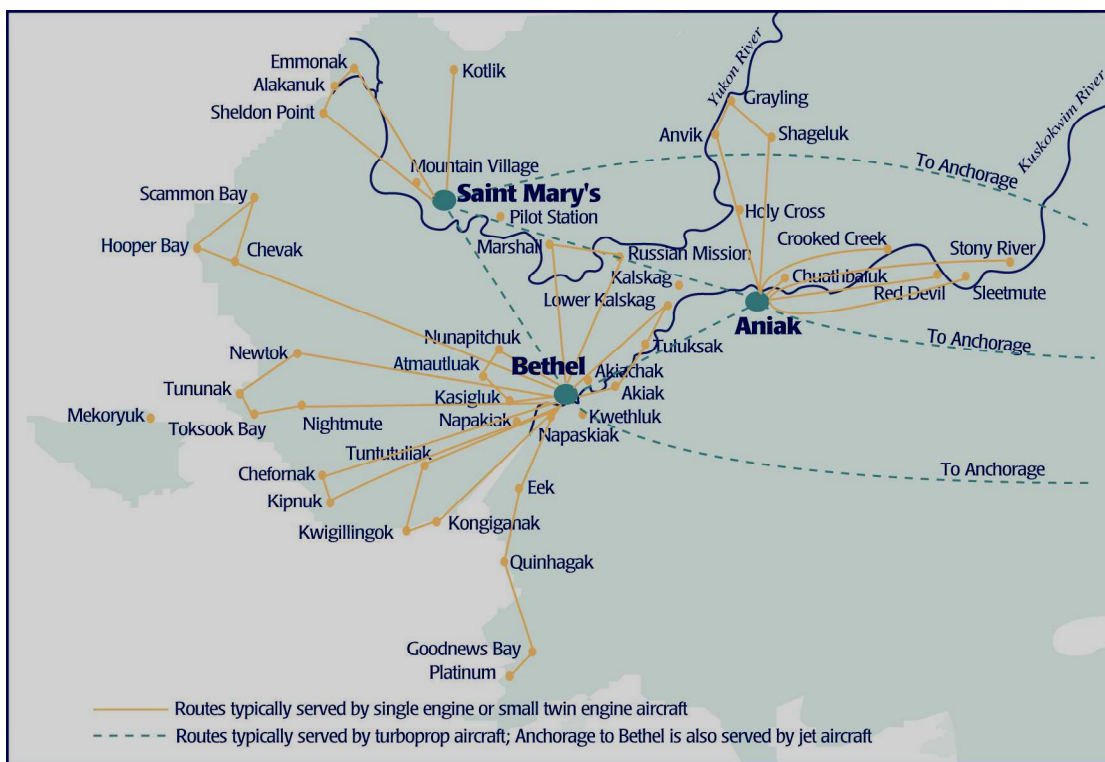 Emmonak
Kotlik
Alakanuk
Sheldon Point
Yukon River
Grayling
Anvik
Shageluk
Kuskokwim River
Mountain Village
To Anchorage
Scammon Bay
Saint Mary's
Pilot Station
Holy Cross
Hooper Bay
Chevak
Marshall
Russian Mission
Crooked Creek
Stony River
Kalskag
Chuathbaluk
Lower Kalskag
Red Devil
Sleetmute
Aniak
Nunapitchuk
To Anchorage
Newtok
Atmautluak
Bethel
Tuluksak
Akiachak
Tununak
Kasigluk
Akiak
Mekoryuk
Toksook Bay
Nightmute
Napakiak
Kwethluk
Napaskiak
Tuntutuliak
Chefornak
To Anchorage
Kipnuk
Eek
Kwigillingok
Kongiganak
Quinhagak
Goodnews Bay
Platinum
Routes typically served by single engine or small twin engine aircraft
Routes typically served by turboprop aircraft; Anchorage to Bethel is also served by jet aircraft